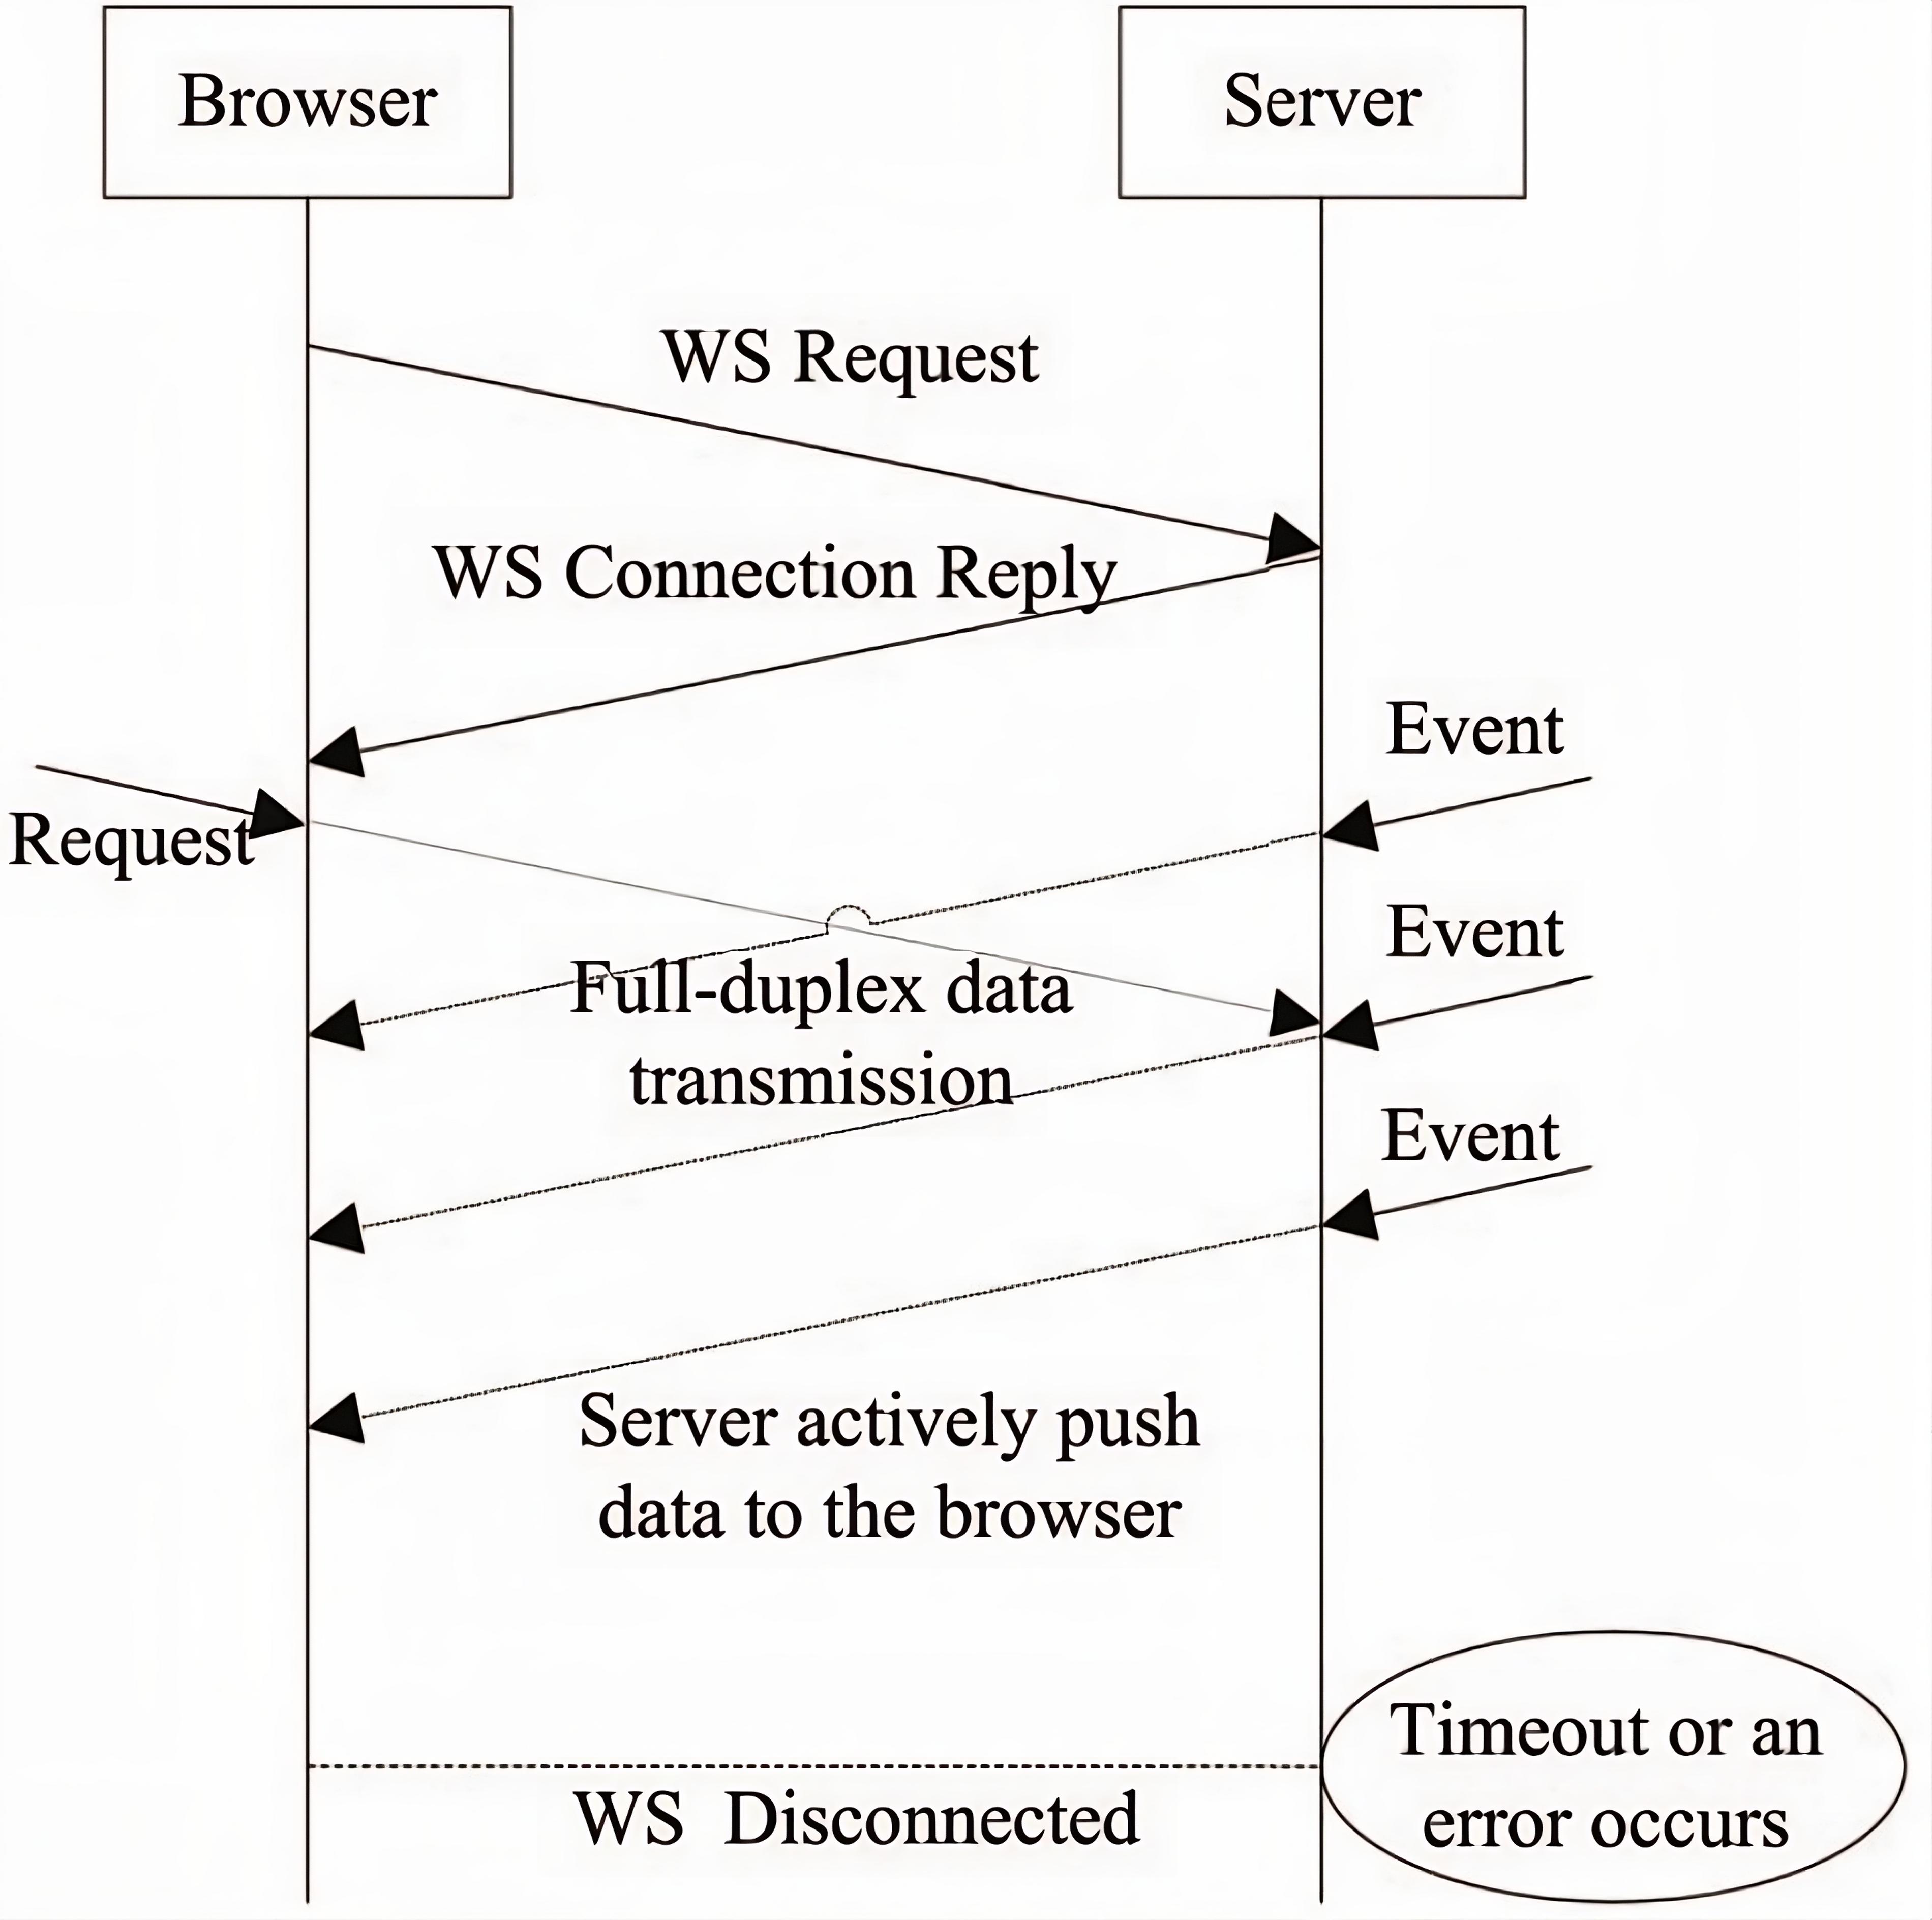 Browser
Server
WS Request
WS Connection Reply
Event
Request
Event
Full-duplex data
transmission
Event
Server actively push
data to the browser
Timeout or an
error occurs
WS Disconnected